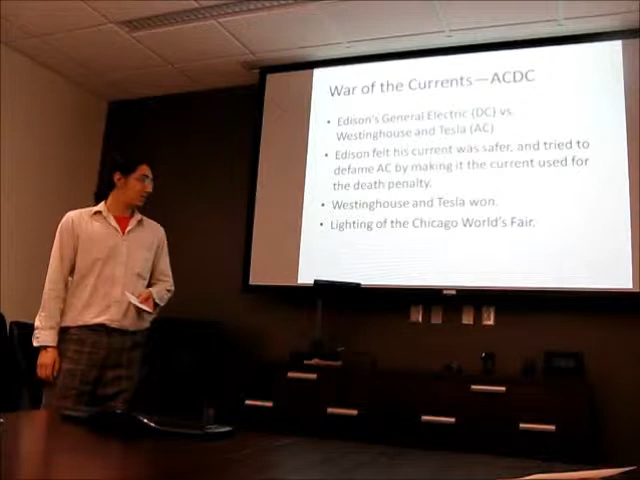 War of the Currents—ACDC
• Edison's General Electric (DC) vs.
Westinghouse and Tesla (AC)
• Edison felt his current was safer, and tried to
defame AC by making it the current used for
the death penalty.
• Westinghouse and Tesla won.
• Lighting of the Chicago World's Fair.